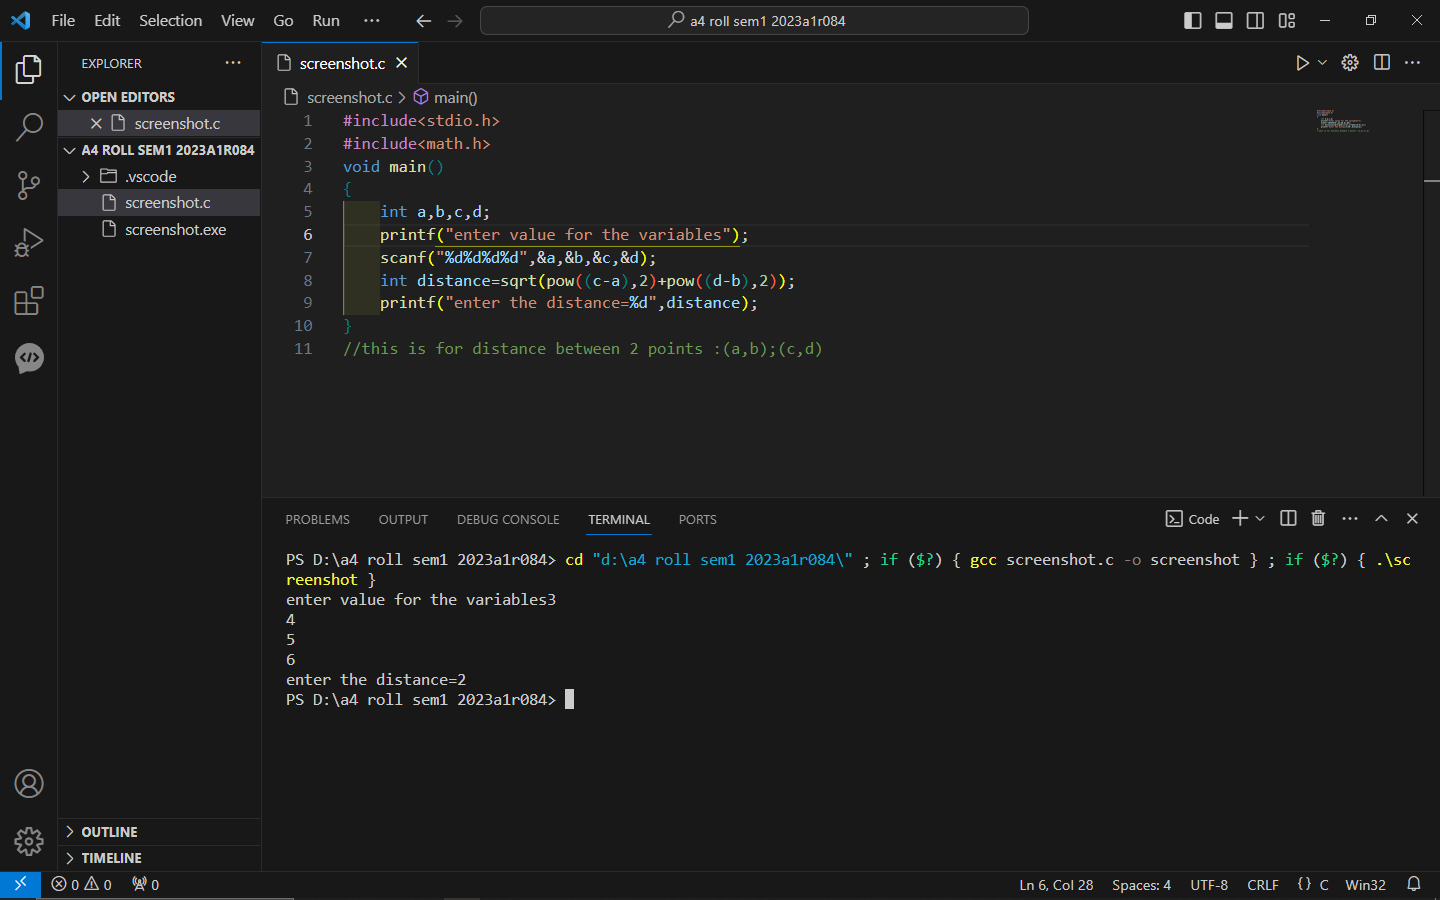 File Edit Selection View Go Run ··· a4 roll sem1 2023a1r084
EXPLORER ···
OPEN EDITORS
screenshot.c
A4 ROLL SEM1 2023A1R084
.vscode
screenshot.c
screenshot.exe
OUTLINE
TIMELINE
screenshot.c
screenshot.c > main()
1 #include<stdio.h>
2 #include<math.h>
3 void main()
4 {
5 int a,b,c,d;
6 printf("enter value for the variables");
7 scanf("%d%d%d%d",&a,&b,&c,&d);
8 int distance=sqrt(pow((c-a),2)+pow((d-b),2));
9 printf("enter the distance=%d",distance);
10 }
11 //this is for distance between 2 points :(a,b);(c,d)
PROBLEMS OUTPUT DEBUG CONSOLE TERMINAL PORTS Code
PS D:\a4 roll sem1 2023a1r084> cd "d:\a4 roll sem1 2023a1r084\" ; if ($?) { gcc screenshot.c -o screenshot } ; if ($?) { .\sc
reenshot }
enter value for the variables3
4
5
6
enter the distance=2
PS D:\a4 roll sem1 2023a1r084>
0 0 0 Ln 6, Col 28 Spaces: 4 UTF-8 CRLF {} C Win32